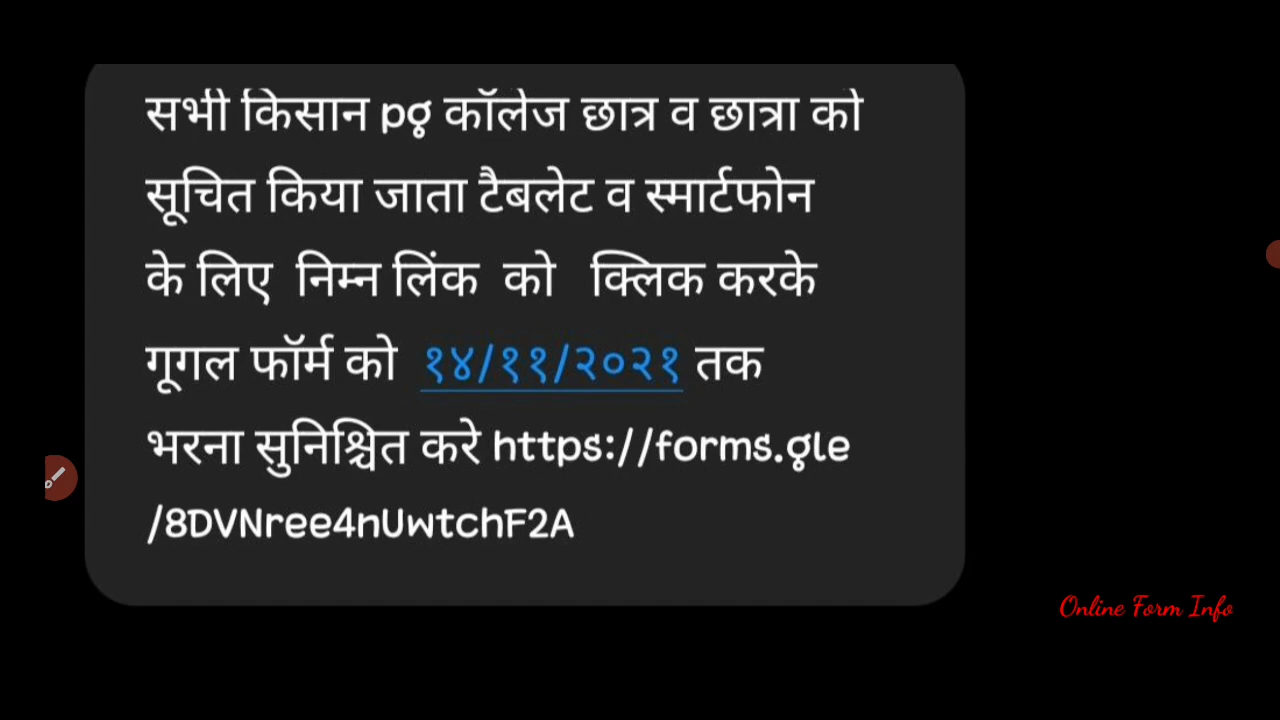 सभी किसान pg कॉलेज छात्र व छात्रा को
सूचित किया जाता टैबलेट व स्मार्टफोन
के लिए निम्न लिंक को क्लिक करके
गूगल फॉर्म को १४/११/२०२१ तक
भरना सुनिश्चित करे https://forms.gle
/8DVNree4nUwtchF2A
Online Form Info